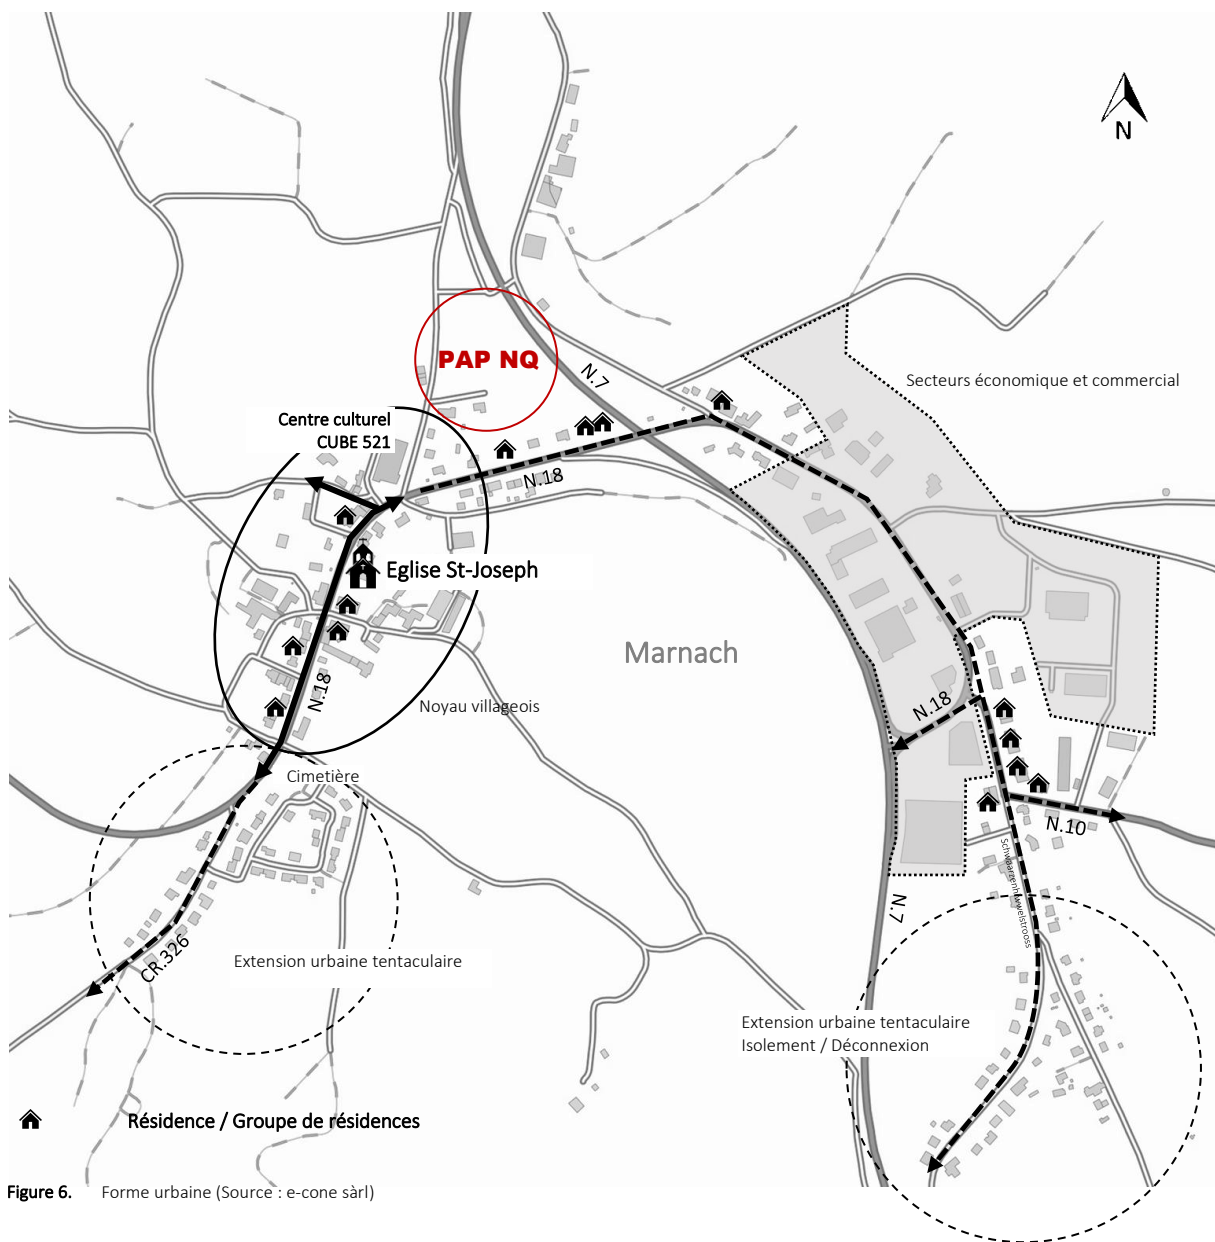 N
PAP NQ
N.7
Secteurs économique et commercial
Centre culturel
CUBE 521
N.18
Eglise St-Joseph
Marnach
N.18
Noyau villageois
N.18
Cimetière
N.10
N.7
CR.326
Extension urbaine tentaculaire
Extension urbaine tentaculaire
Isolement / Déconnexion
Résidence / Groupe de résidences
Figure 6. Forme urbaine (Source : e-cone sàrl)